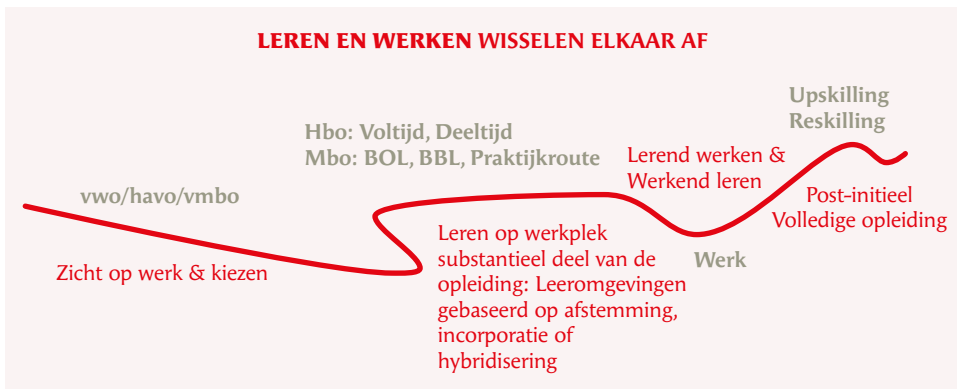 LEREN EN WERKEN WISSELEN ELKAAR AF
vwo/havo/vmbo
Zicht op werk & kiezen
Hbo: Voltijd, Deeltijd
Mbo: BOL, BBL, Praktijkroute
Leren op werkplek
substantieel deel van de
opleiding: Leeromgevingen
gebaseerd op afstemming,
incorporatie of
hybridisering
Lerend werken &
Werkend leren
Werk
Upskilling
Reskilling
Post-initieel
Volledige opleiding